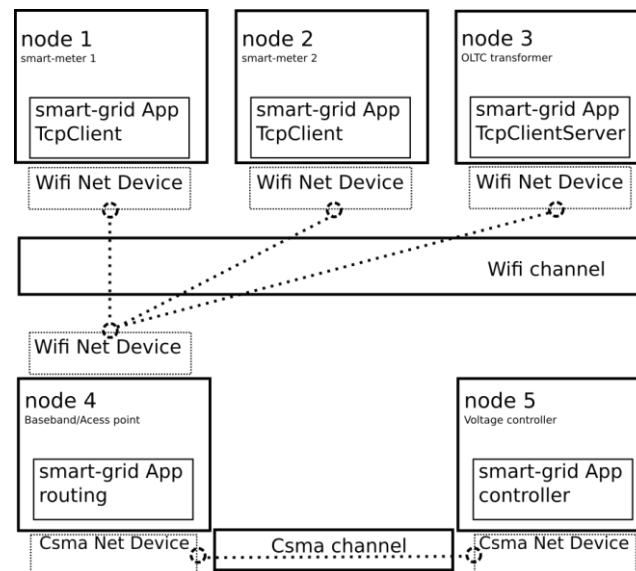 node 1
smart-meter 1
smart-grid App
TcpClient
Wifi Net Device
node 2
smart-meter 2
smart-grid App
TcpClient
Wifi Net Device
node 3
OLTC transformer
smart-grid App
TcpClientServer
Wifi Net Device
Wifi channel
Wifi Net Device
node 4
Baseband/Acess point
smart-grid App
routing
Csma Net Device
Csma channel
node 5
Voltage controller
smart-grid App
controller
Csma Net Device